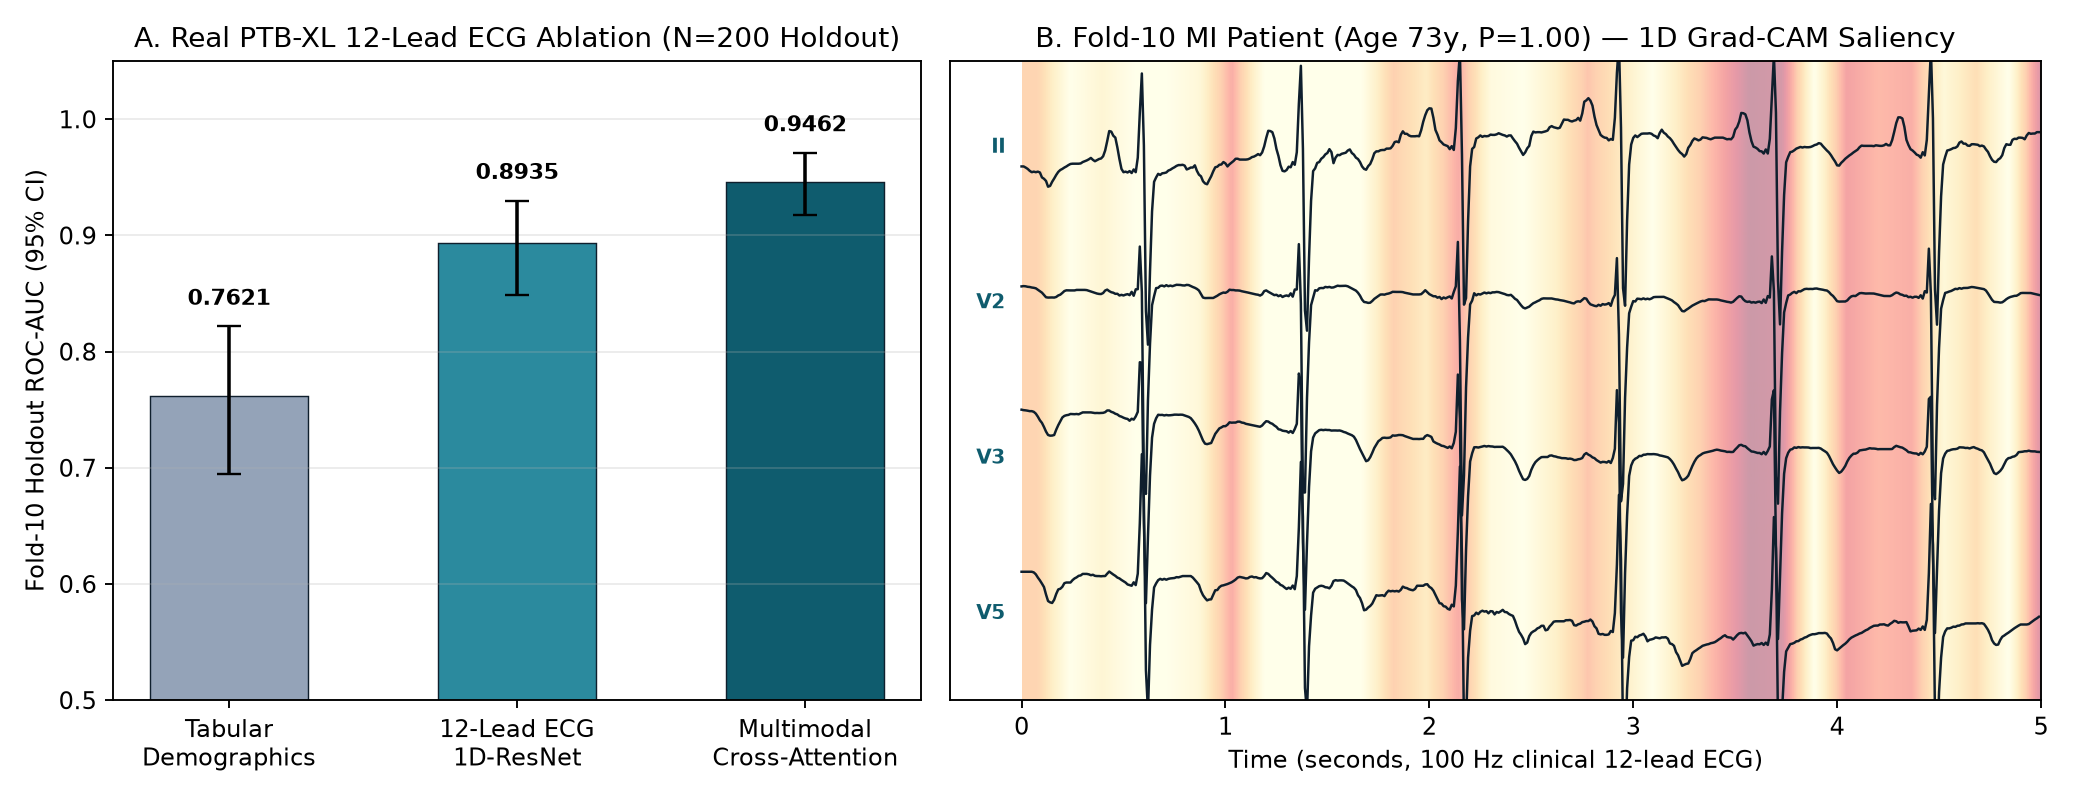 A. Real PTB-XL 12-Lead ECG Ablation (N=200 Holdout)
Fold-10 Holdout ROC-AUC (95% CI)
1.0
0.9
0.8
0.7
0.6
0.5
0.7621
0.8935
0.9462
Tabular
Demographics
12-Lead ECG
1D-ResNet
Multimodal
Cross-Attention
B. Fold-10 MI Patient (Age 73y, P=1.00) — 1D Grad-CAM Saliency
II
V2
V3
V5
0
1
2
3
4
5
Time (seconds, 100 Hz clinical 12-lead ECG)